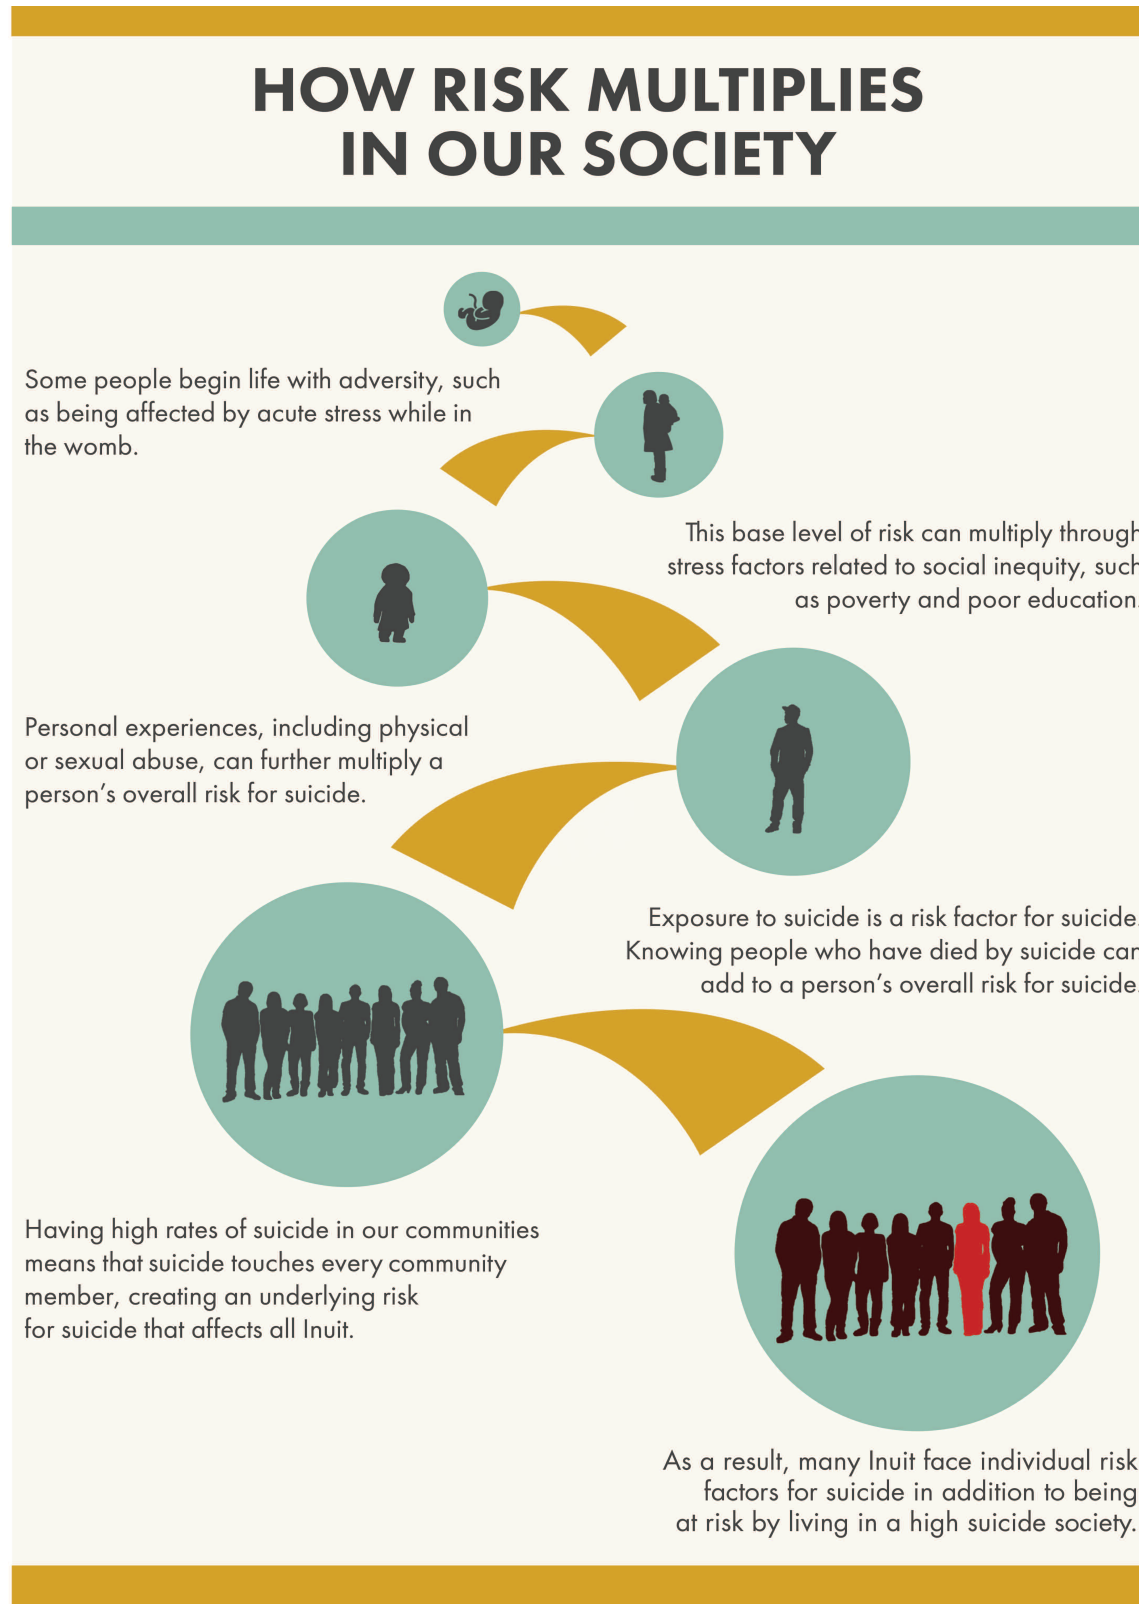 HOW RISK MULTIPLIES
IN OUR SOCIETY
Some people begin life with adversity, such
as being affected by acute stress while in
the womb.
This base level of risk can multiply through
stress factors related to social inequity, such
as poverty and poor education.
Personal experiences, including physical
or sexual abuse, can further multiply a
person’s overall risk for suicide.
Exposure to suicide is a risk factor for suicide.
Knowing people who have died by suicide can
add to a person’s overall risk for suicide.
Having high rates of suicide in our communities
means that suicide touches every community
member, creating an underlying risk
for suicide that affects all Inuit.
As a result, many Inuit face individual risk
factors for suicide in addition to being
at risk by living in a high suicide society.